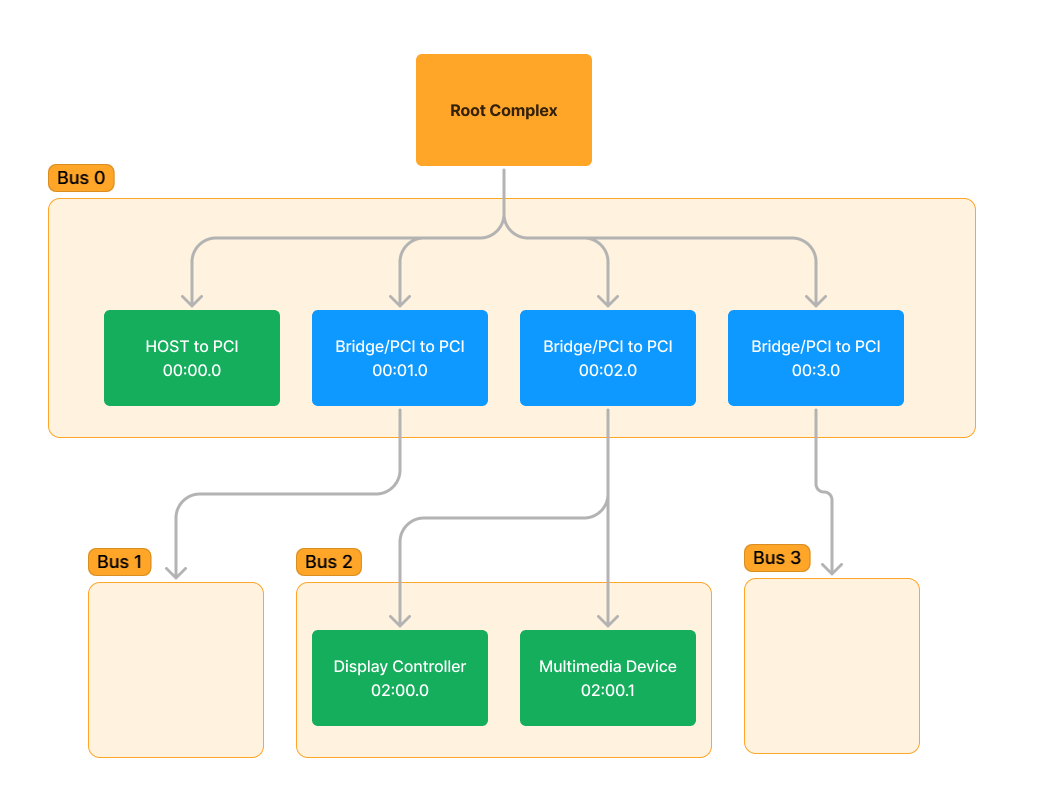 Root Complex
Bus 0
HOST to PCI
00:00.0
Bridge/PCI to PCI
00:01.0
Bridge/PCI to PCI
00:02.0
Bridge/PCI to PCI
00:3.0
Bus 1
Bus 2
Bus 3
Display Controller
02:00.0
Multimedia Device
02:00.1